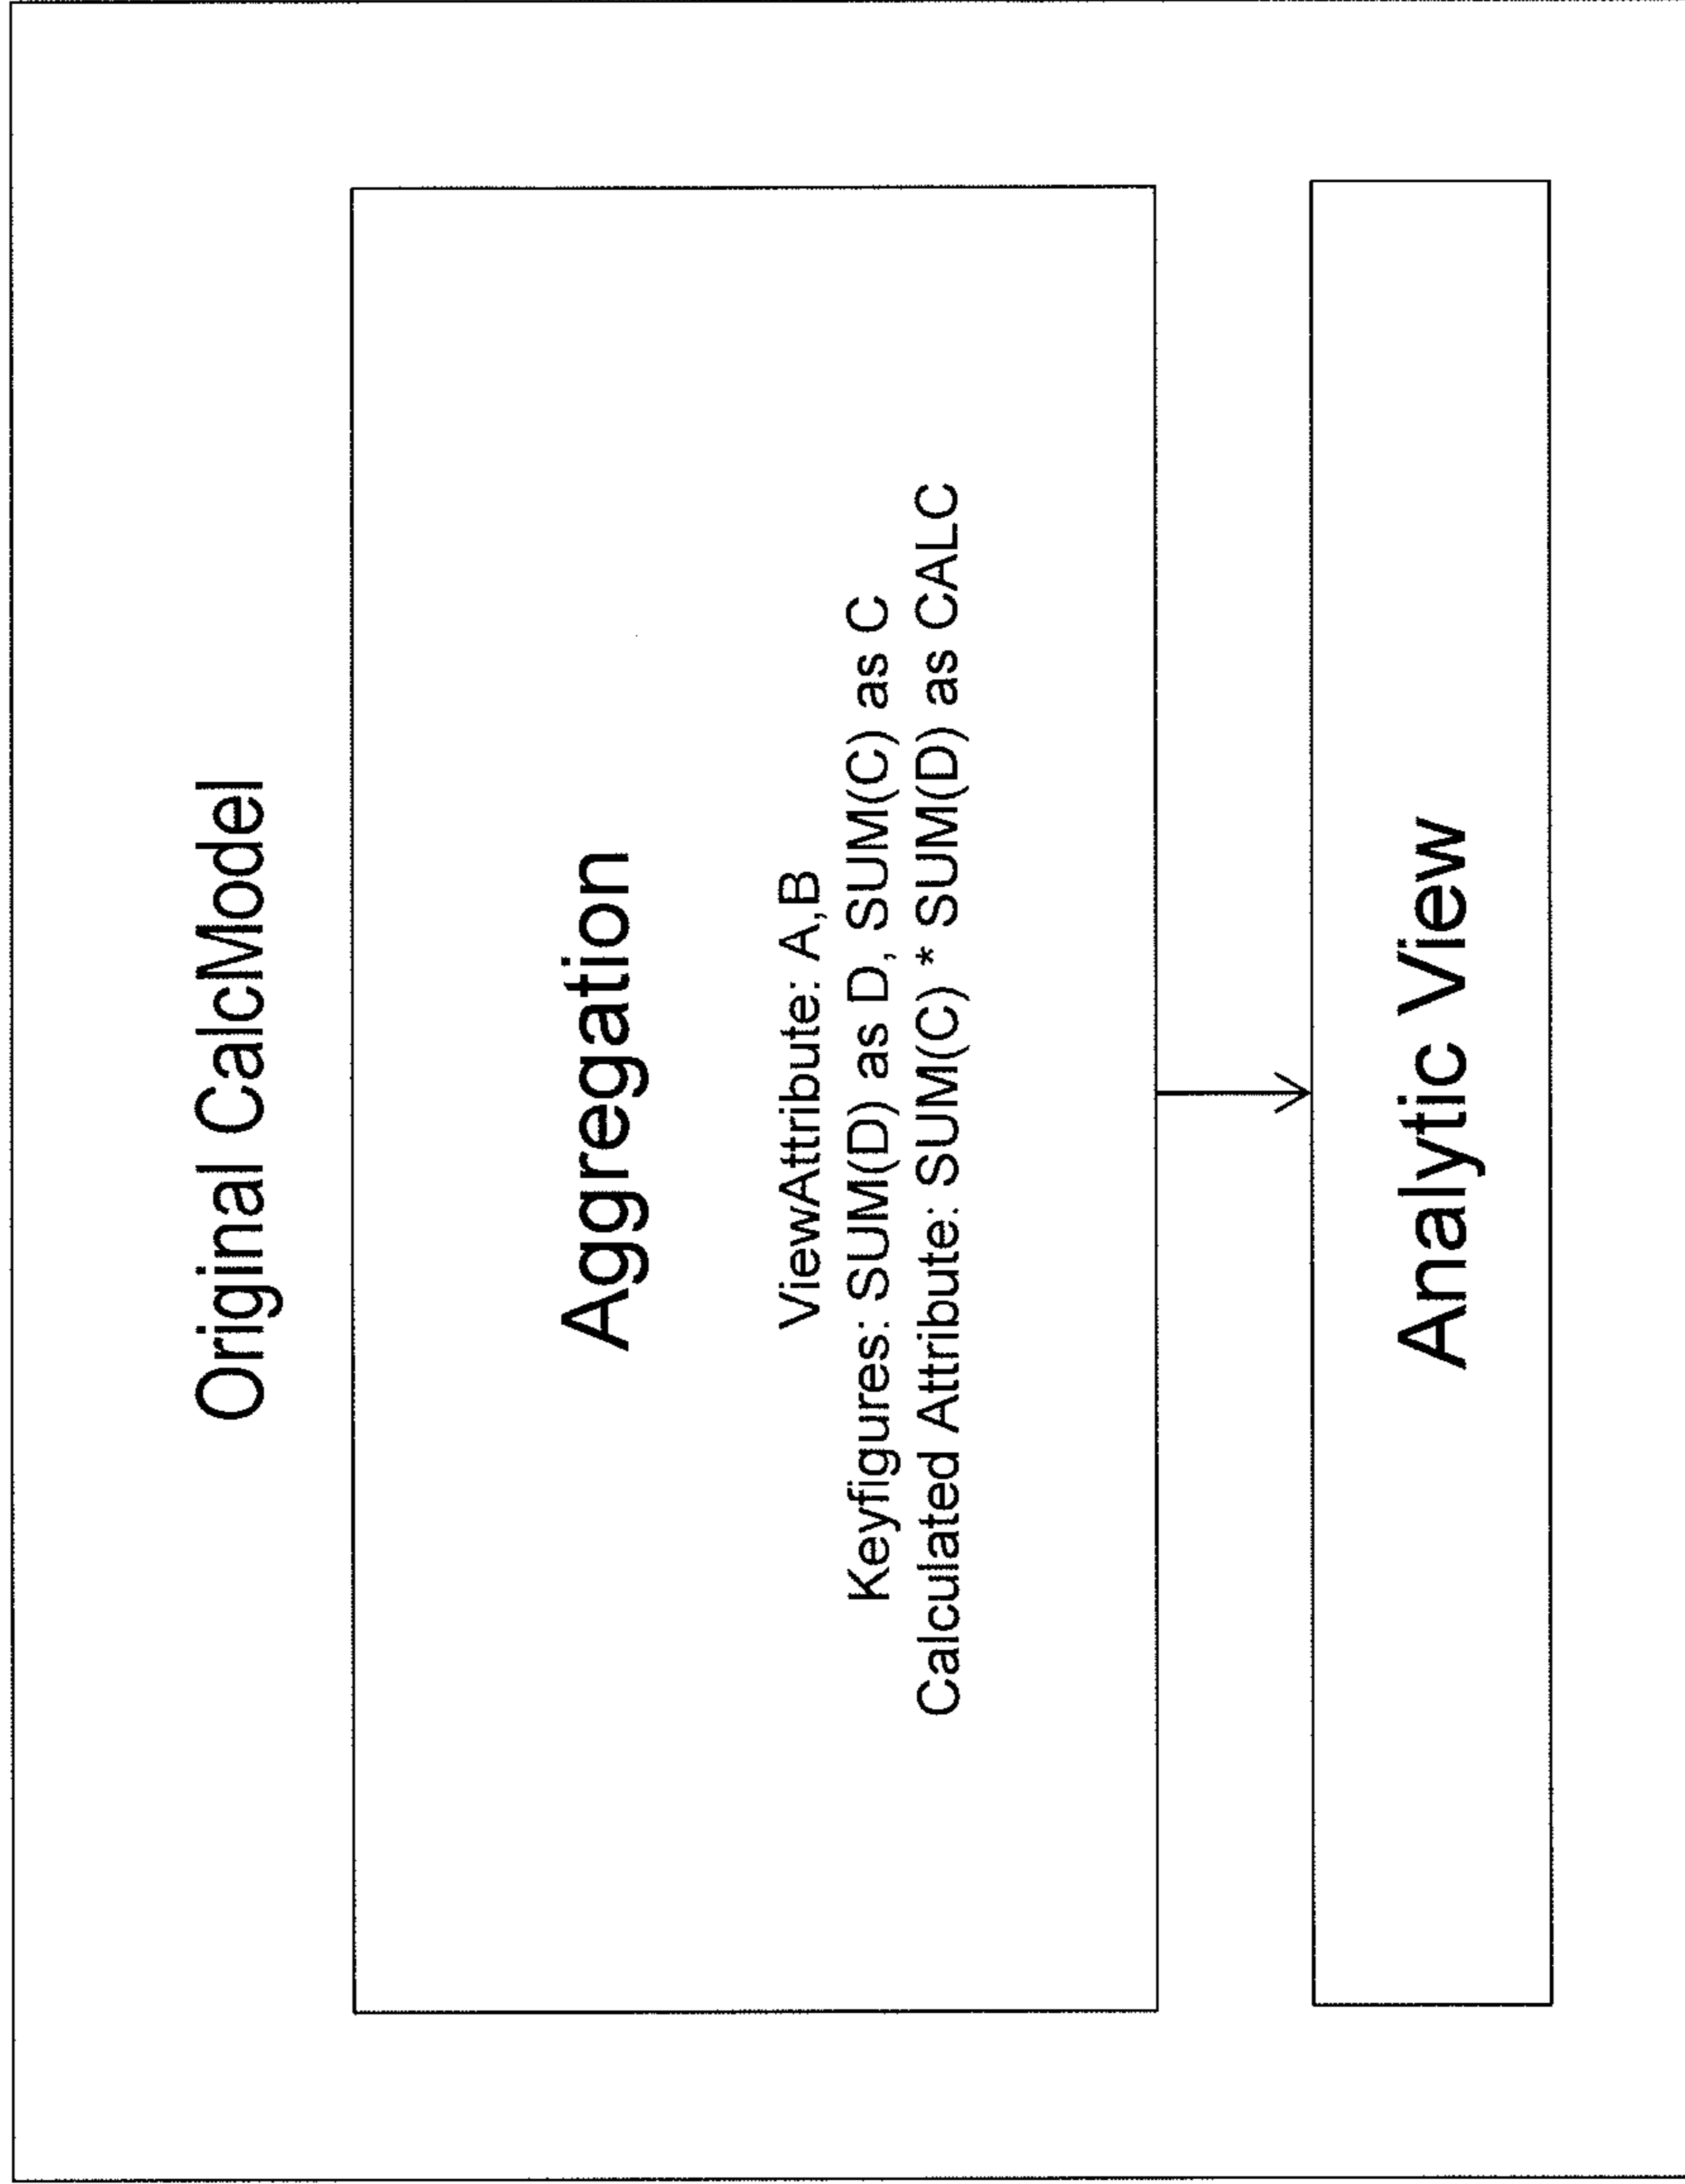 Original CalcModel
Aggregation
ViewAttribute: A,B
Keyfigures: SUM(D) as D, SUM(C) as C
Calculated Attribute: SUM(C) * SUM(D) as CALC
Analytic View